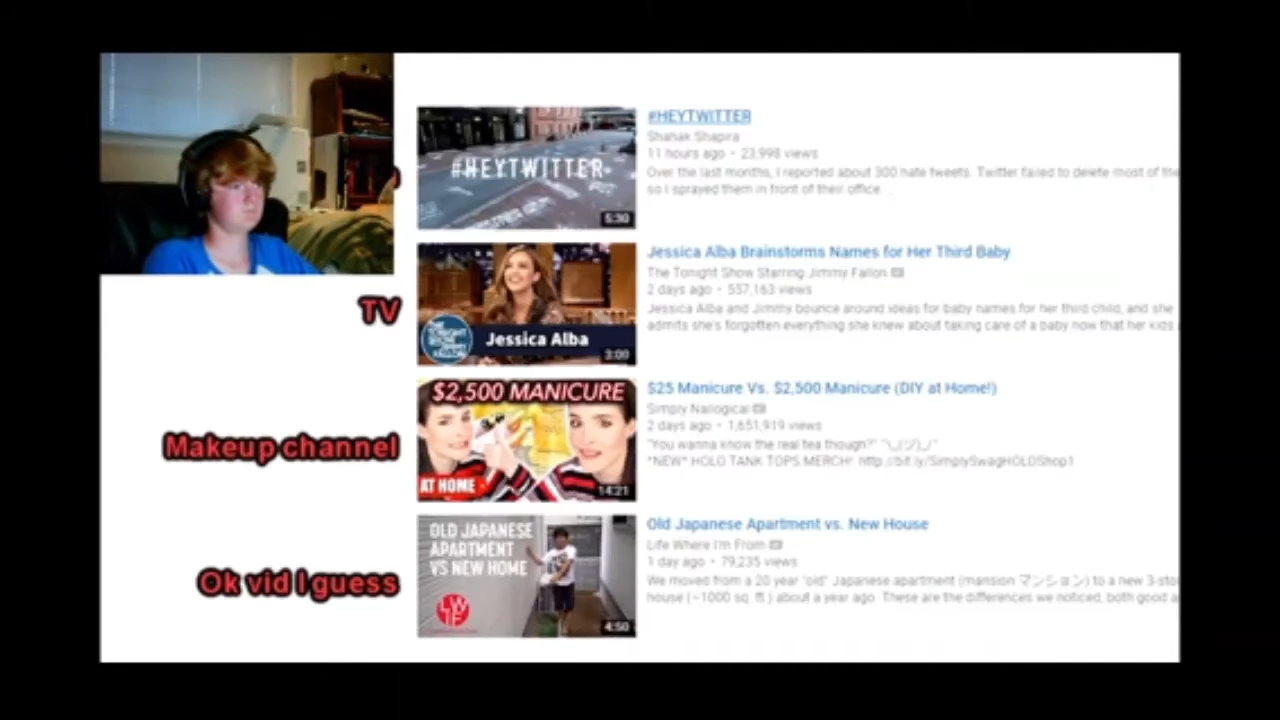 #HEYTWITTER
5:30
#HEYTWITTER
Shahak Shapira
11 hours ago • 23,998 views
Over the last months, I reported about 300 hate tweets. Twitter failed to delete most of the
so I sprayed them in front of their office...
TV
THE TONIGHT SHOW
Jessica Alba
3:00
Jessica Alba Brainstorms Names for Her Third Baby
The Tonight Show Starring Jimmy Fallon
2 days ago • 557,163 views
Jessica Alba and Jimmy bounce around ideas for baby names for her third child, and she
admits she's forgotten everything she knew about taking care of a baby now that her kids
Makeup channel
$2,500 MANICURE
AT HOME
14:21
$25 Manicure Vs. $2,500 Manicure (DIY at Home!)
Simply Nailogical
2 days ago • 1,651,919 views
"You wanna know the real tea though?" ¯\_(ツ)_/¯
*NEW* HOLO TANK TOPS MERCH! http://bit.ly/SimplySwagHOLOShop1
Ok vid I guess
OLD JAPANESE
APARTMENT
VS NEW HOME
LW
IF
4:50
Old Japanese Apartment vs. New House
Life Where I'm From
1 day ago • 79,235 views
We moved from a 20 year "old" Japanese apartment (mansion マンション) to a new 3-sto
house (~1000 sq. ft.) about a year ago. These are the differences we noticed, both good a